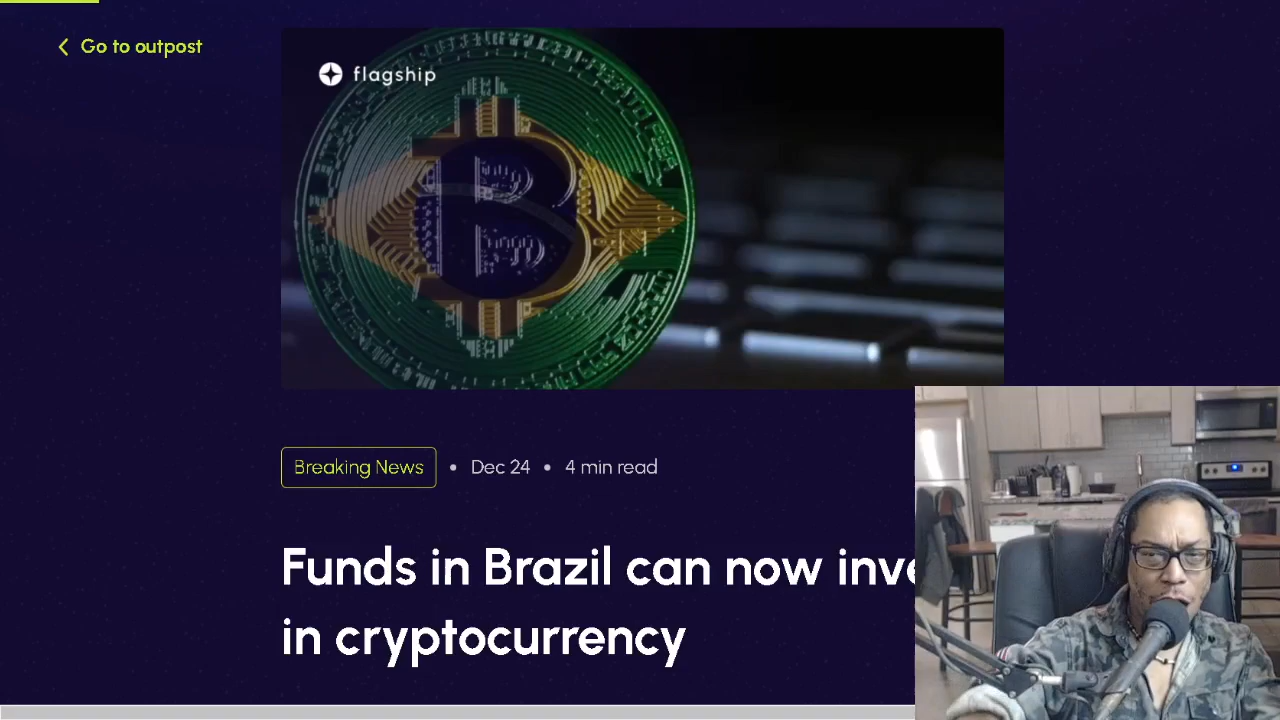 Go to outpost
flagship
Breaking News • Dec 24 • 4 min read
Funds in Brazil can now inve
in cryptocurrency